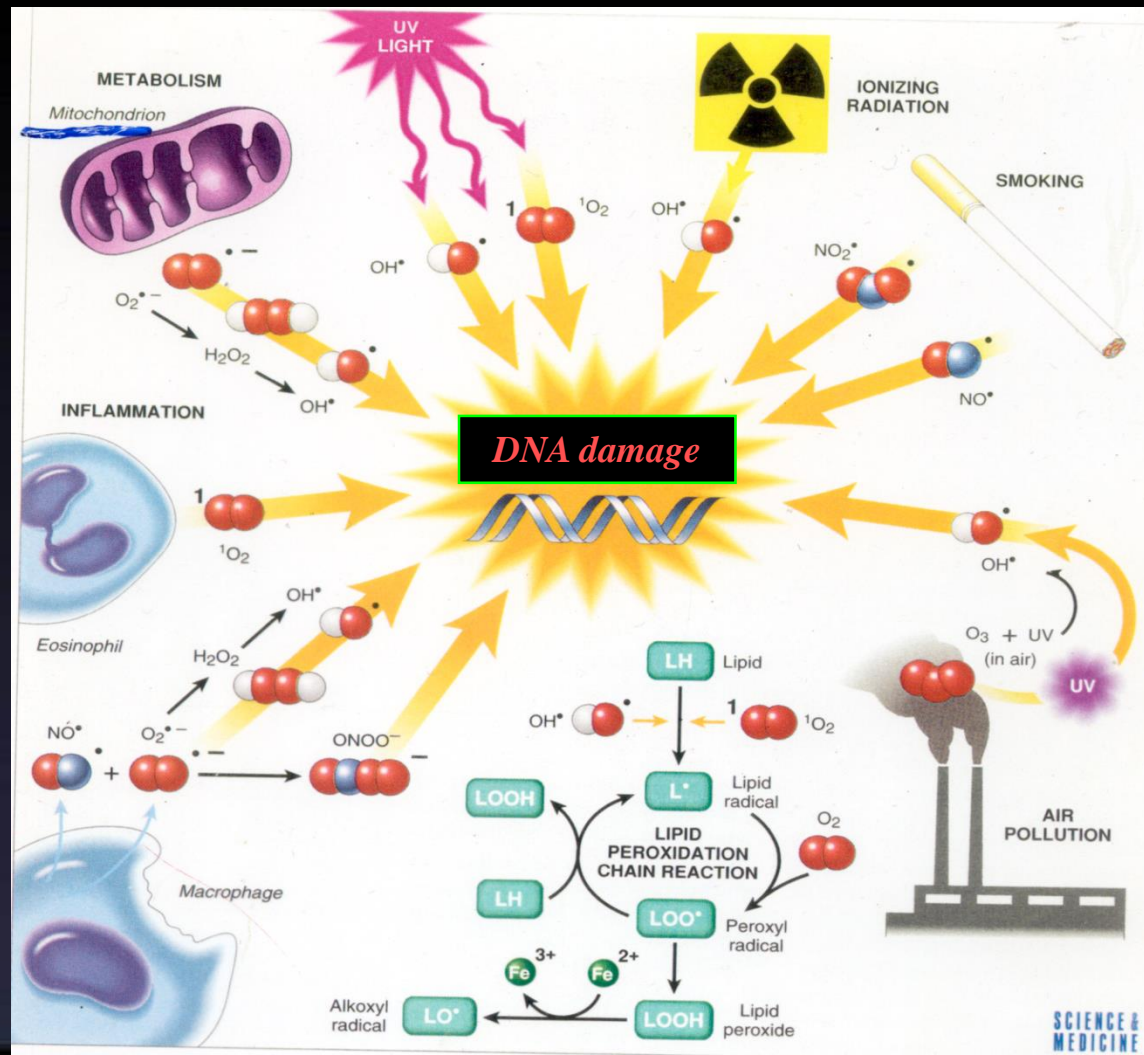 UV
LIGHT
METABOLISM
Mitochondrion
IONIZING
RADIATION
SMOKING
1
¹O₂
OH•
•
OH•
•
NO₂•
•
• −
O₂• −
H₂O₂
•
OH•
•
NO•
INFLAMMATION
DNA damage
1
¹O₂
•
OH•
Eosinophil
OH•
•
H₂O₂
O₃ + UV
(in air)
UV
LH
Lipid
NO•
•
+
O₂• −
• −
ONOO−
−
OH•
•
1
¹O₂
LOOH
L•
Lipid
radical
O₂
LIPID
PEROXIDATION
CHAIN REACTION
AIR
POLLUTION
Macrophage
LH
LOO•
Peroxyl
radical
Fe 3+
Fe 2+
Alkoxyl
radical
LO•
LOOH
Lipid
peroxide
SCIENCE &
MEDICINE